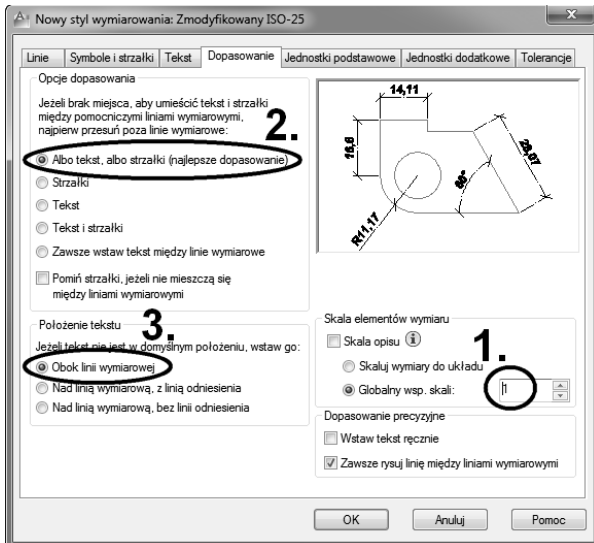 Nowy styl wymiarowania: Zmodyfikowany ISO-25
Linie Symbole i strzałki Tekst Dopasowanie Jednostki podstawowe Jednostki dodatkowe Tolerancje
Opcje dopasowania
Jeżeli brak miejsca, aby umieścić tekst i strzałki
między pomocniczymi liniami wymiarowymi,
najpierw przesuń poza linie wymiarowe:
2.
Albo tekst, albo strzałki (najlepsze dopasowanie)
Strzałki
Tekst
Tekst i strzałki
Zawsze wstaw tekst między linie wymiarowe
Pomiń strzałki, jeżeli nie mieszczą się
między liniami wymiarowymi
Położenie tekstu
3.
Jeżeli tekst nie jest w domyślnym położeniu, wstaw go:
Obok linii wymiarowej
Nad linią wymiarową, z linią odniesienia
Nad linią wymiarową, bez linii odniesienia
14,11
16,6
28,07
60°
R11,17
Skala elementów wymiaru
Skala opisu
1.
Skaluj wymiary do układu
Globalny wsp. skali: 1
Dopasowanie precyzyjne
Wstaw tekst ręcznie
Zawsze rysuj linię między liniami wymiarowymi
OK Anuluj Pomoc